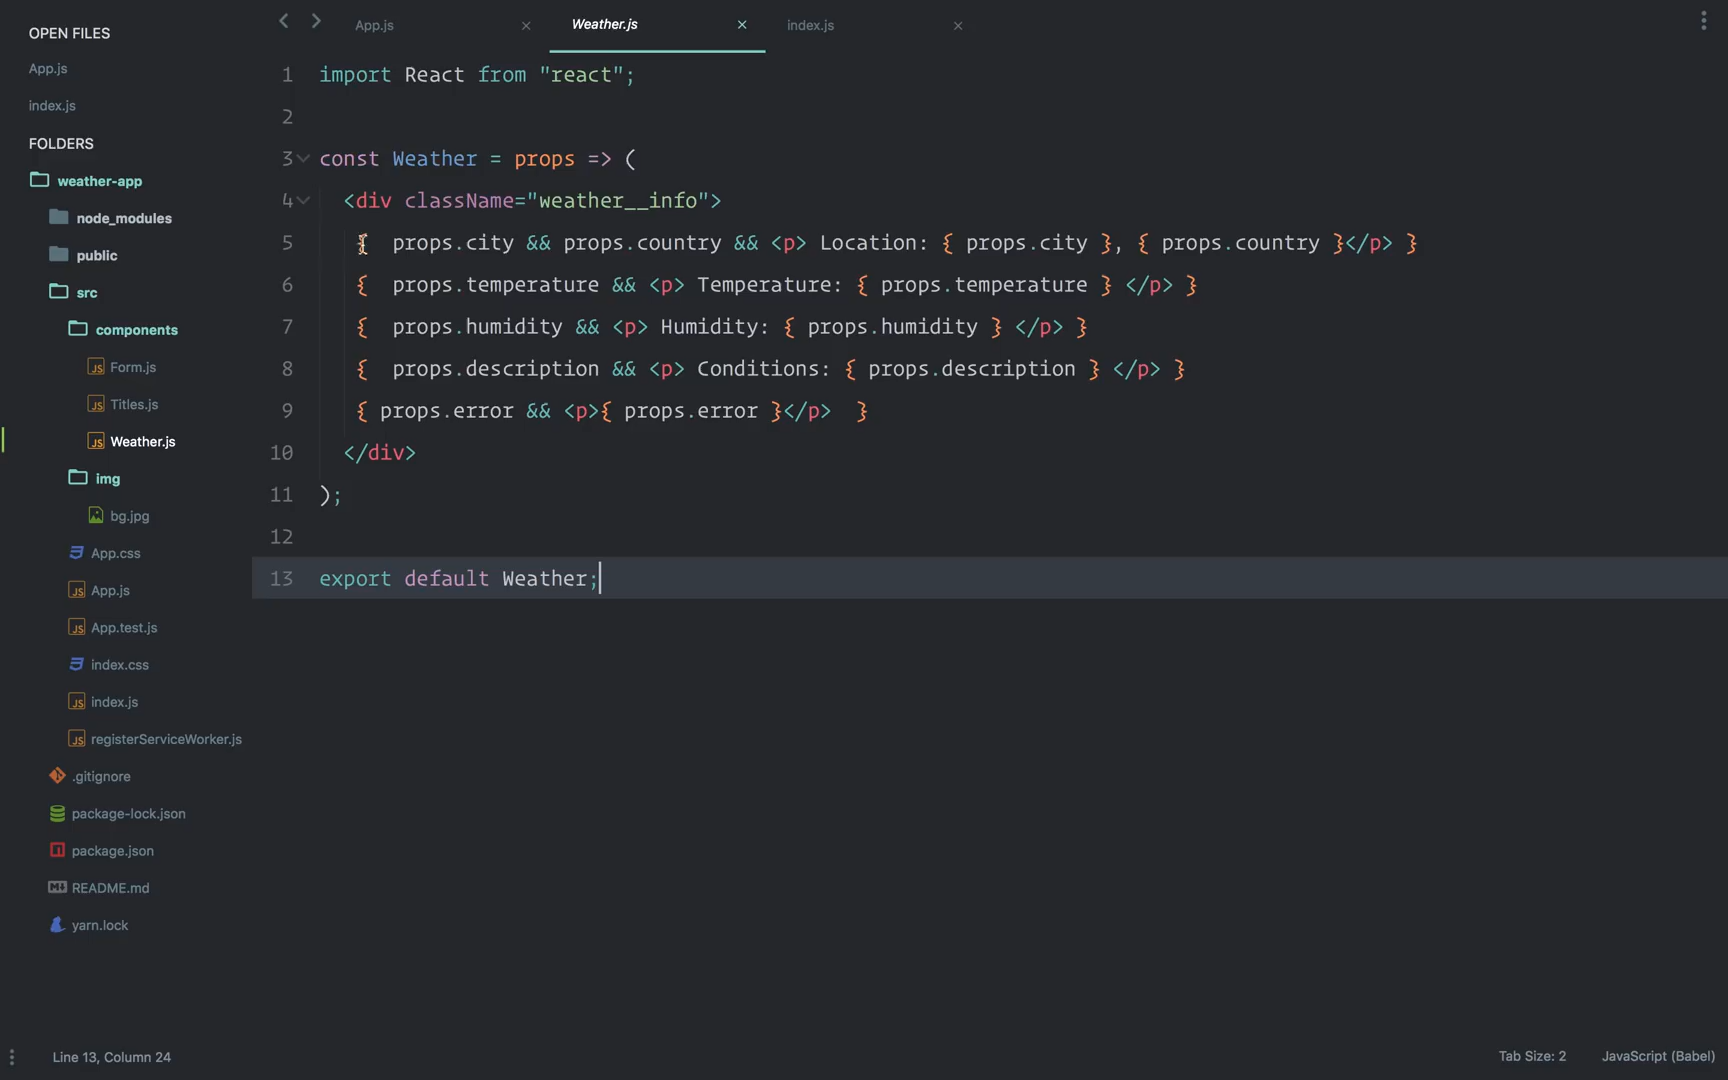 OPEN FILES
App.js
index.js
FOLDERS
weather-app
node_modules
public
src
components
Form.js
Titles.js
Weather.js
img
bg.jpg
App.css
App.js
App.test.js
index.css
index.js
registerServiceWorker.js
.gitignore
package-lock.json
package.json
README.md
yarn.lock
App.js Weather.js index.js
1 import React from "react";
2
3 const Weather = props => (
4 <div className="weather__info">
5 { props.city && props.country && <p> Location: { props.city }, { props.country }</p> }
6 { props.temperature && <p> Temperature: { props.temperature } </p> }
7 { props.humidity && <p> Humidity: { props.humidity } </p> }
8 { props.description && <p> Conditions: { props.description } </p> }
9 { props.error && <p>{ props.error }</p> }
10 </div>
11 );
12
13 export default Weather;
Line 13, Column 24 Tab Size: 2 JavaScript (Babel)